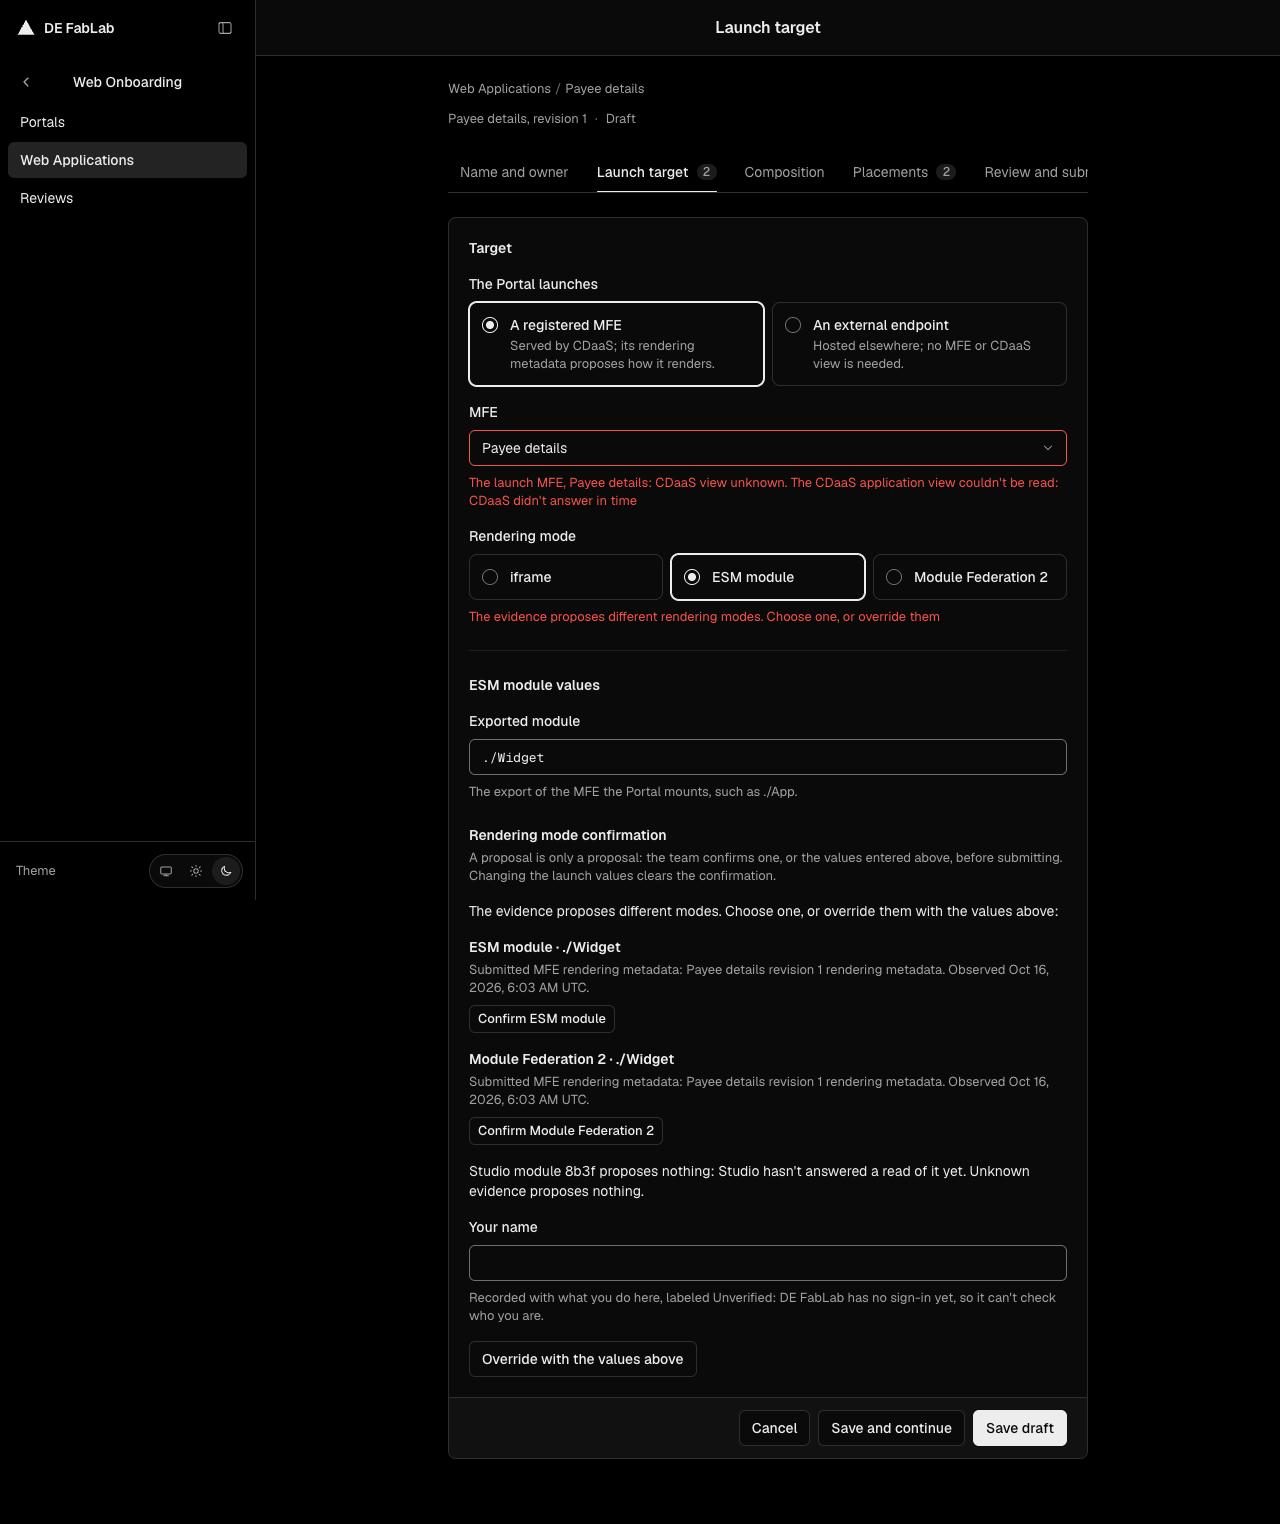 DE FabLab
Launch target
Web Onboarding
Portals
Web Applications
Reviews
Theme
Web Applications / Payee details
Payee details, revision 1 · Draft
Name and owner
Launch target 2
Composition
Placements 2
Review and subr
Target
The Portal launches
A registered MFE
Served by CDaaS; its rendering
metadata proposes how it renders.
An external endpoint
Hosted elsewhere; no MFE or CDaaS
view is needed.
MFE
Payee details
The launch MFE, Payee details: CDaaS view unknown. The CDaaS application view couldn't be read:
CDaaS didn't answer in time
Rendering mode
iframe
ESM module
Module Federation 2
The evidence proposes different rendering modes. Choose one, or override them
ESM module values
Exported module
./Widget
The export of the MFE the Portal mounts, such as ./App.
Rendering mode confirmation
A proposal is only a proposal: the team confirms one, or the values entered above, before submitting.
Changing the launch values clears the confirmation.
The evidence proposes different modes. Choose one, or override them with the values above:
ESM module · ./Widget
Submitted MFE rendering metadata: Payee details revision 1 rendering metadata. Observed Oct 16,
2026, 6:03 AM UTC.
Confirm ESM module
Module Federation 2 · ./Widget
Submitted MFE rendering metadata: Payee details revision 1 rendering metadata. Observed Oct 16,
2026, 6:03 AM UTC.
Confirm Module Federation 2
Studio module 8b3f proposes nothing: Studio hasn't answered a read of it yet. Unknown
evidence proposes nothing.
Your name
Recorded with what you do here, labeled Unverified: DE FabLab has no sign-in yet, so it can't check
who you are.
Override with the values above
Cancel
Save and continue
Save draft